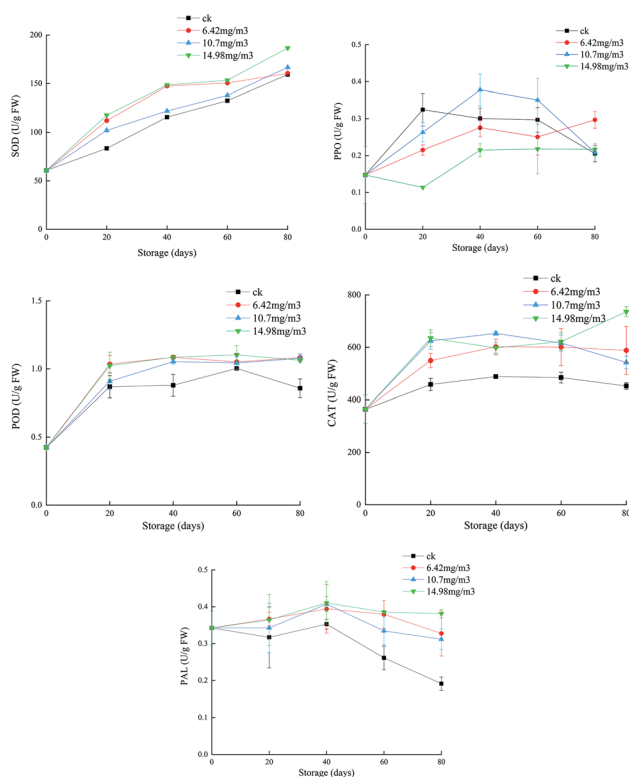 ck
6.42mg/m3
10.7mg/m3
14.98mg/m3
200
150
100
50
0
SOD (U/g FW)
0 20 40 60 80
Storage (days)
ck
6.42mg/m3
10.7mg/m3
14.98mg/m3
0.5
0.4
0.3
0.2
0.1
0.0
PPO (U/g FW)
0 20 40 60 80
Storage (days)
ck
6.42mg/m3
10.7mg/m3
14.98mg/m3
1.5
1.0
0.5
0.0
POD (U/g FW)
0 20 40 60 80
Storage (days)
ck
6.42mg/m3
10.7mg/m3
14.98mg/m3
800
600
400
200
0
CAT (U/g FW)
0 20 40 60 80
Storage (days)
ck
6.42mg/m3
10.7mg/m3
14.98mg/m3
0.5
0.4
0.3
0.2
0.1
0.0
PAL (U/g FW)
0 20 40 60 80
Storage (days)